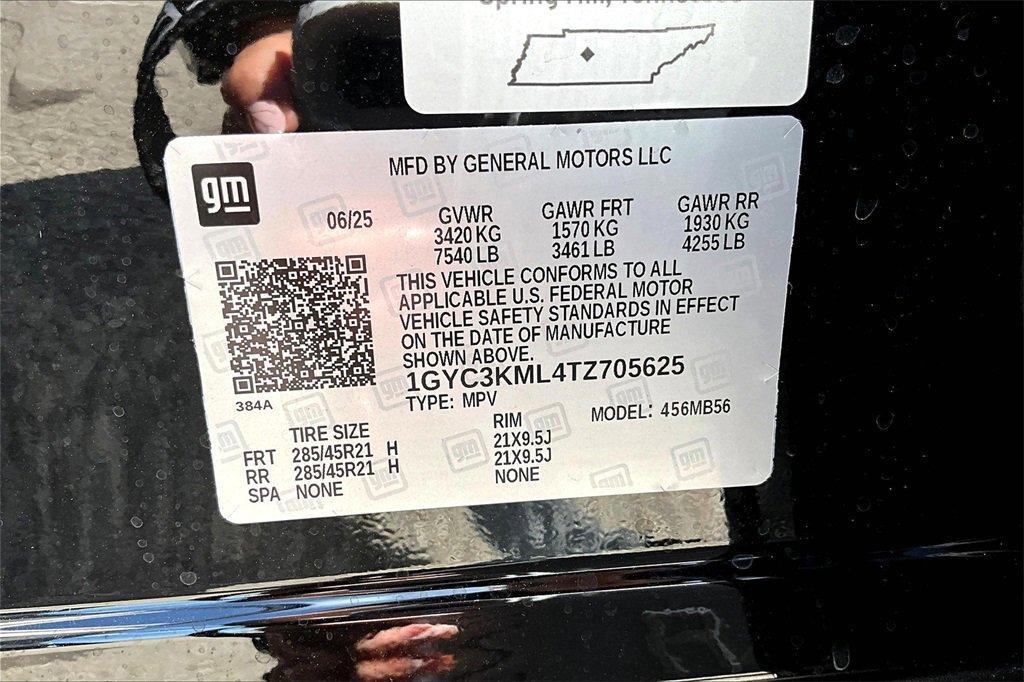 Spring Hill, Tennessee
gm
MFD BY GENERAL MOTORS LLC
06/25
GVWR
3420 KG
7540 LB
GAWR FRT
1570 KG
3461 LB
GAWR RR
1930 KG
4255 LB
THIS VEHICLE CONFORMS TO ALL
APPLICABLE U.S. FEDERAL MOTOR
VEHICLE SAFETY STANDARDS IN EFFECT
ON THE DATE OF MANUFACTURE
SHOWN ABOVE.
1GYC3KML4TZ705625
TYPE: MPV
MODEL: 456MB56
384A
TIRE SIZE
RIM
FRT 285/45R21 H 21X9.5J
RR 285/45R21 H 21X9.5J
SPA NONE NONE